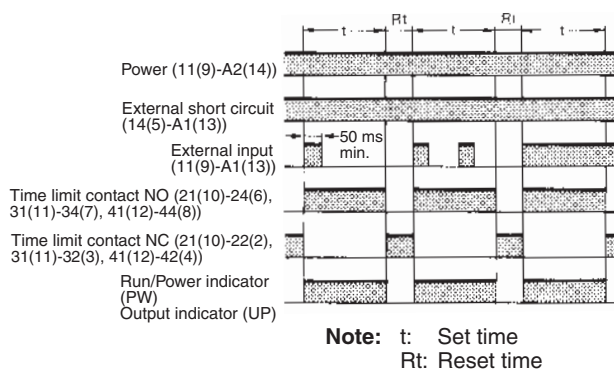 t Rt t Rt t
Power (11(9)-A2(14))
External short circuit
(14(5)-A1(13))
50 ms
min.
External input
(11(9)-A1(13))
Time limit contact NO (21(10)-24(6),
31(11)-34(7), 41(12)-44(8))
Time limit contact NC (21(10)-22(2),
31(11)-32(3), 41(12)-42(4))
Run/Power indicator
(PW)
Output indicator (UP)
Note: t: Set time
Rt: Reset time